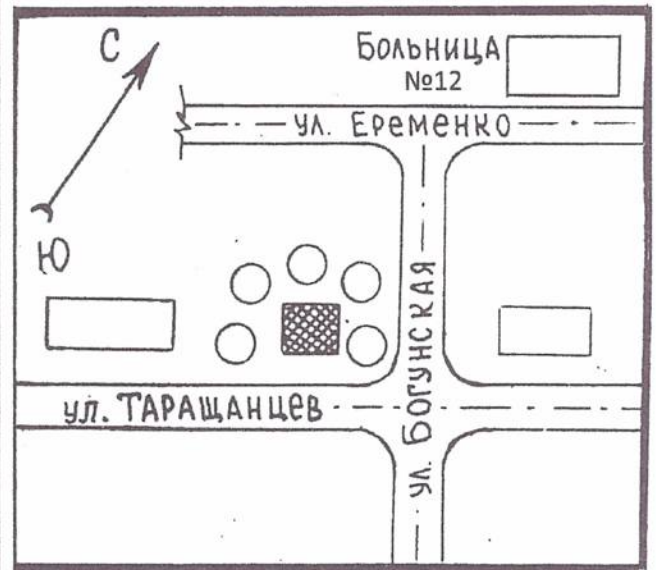 С
БОЛЬНИЦА
№12
УЛ. ЕРЕМЕНКО
Ю
ул. ТАРАЩАНЦЕВ
УЛ. БОГУНСКАЯ